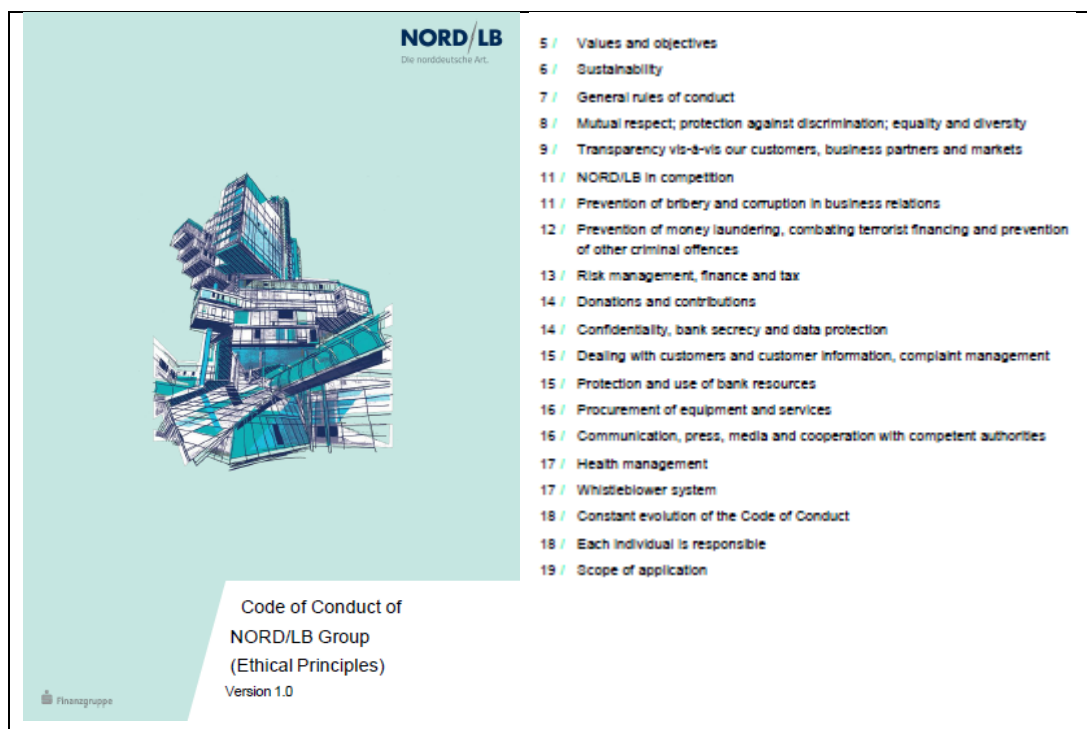 NORD/LB
Die norddeutsche Art.
Code of Conduct of
NORD/LB Group
(Ethical Principles)
Version 1.0
Finanzgruppe
5 / Values and objectives
6 / Sustainability
7 / General rules of conduct
8 / Mutual respect; protection against discrimination; equality and diversity
9 / Transparency vis-à-vis our customers, business partners and markets
11 / NORD/LB in competition
11 / Prevention of bribery and corruption in business relations
12 / Prevention of money laundering, combating terrorist financing and prevention
of other criminal offences
13 / Risk management, finance and tax
14 / Donations and contributions
14 / Confidentiality, bank secrecy and data protection
15 / Dealing with customers and customer information, complaint management
15 / Protection and use of bank resources
16 / Procurement of equipment and services
16 / Communication, press, media and cooperation with competent authorities
17 / Health management
17 / Whistleblower system
18 / Constant evolution of the Code of Conduct
18 / Each individual is responsible
19 / Scope of application